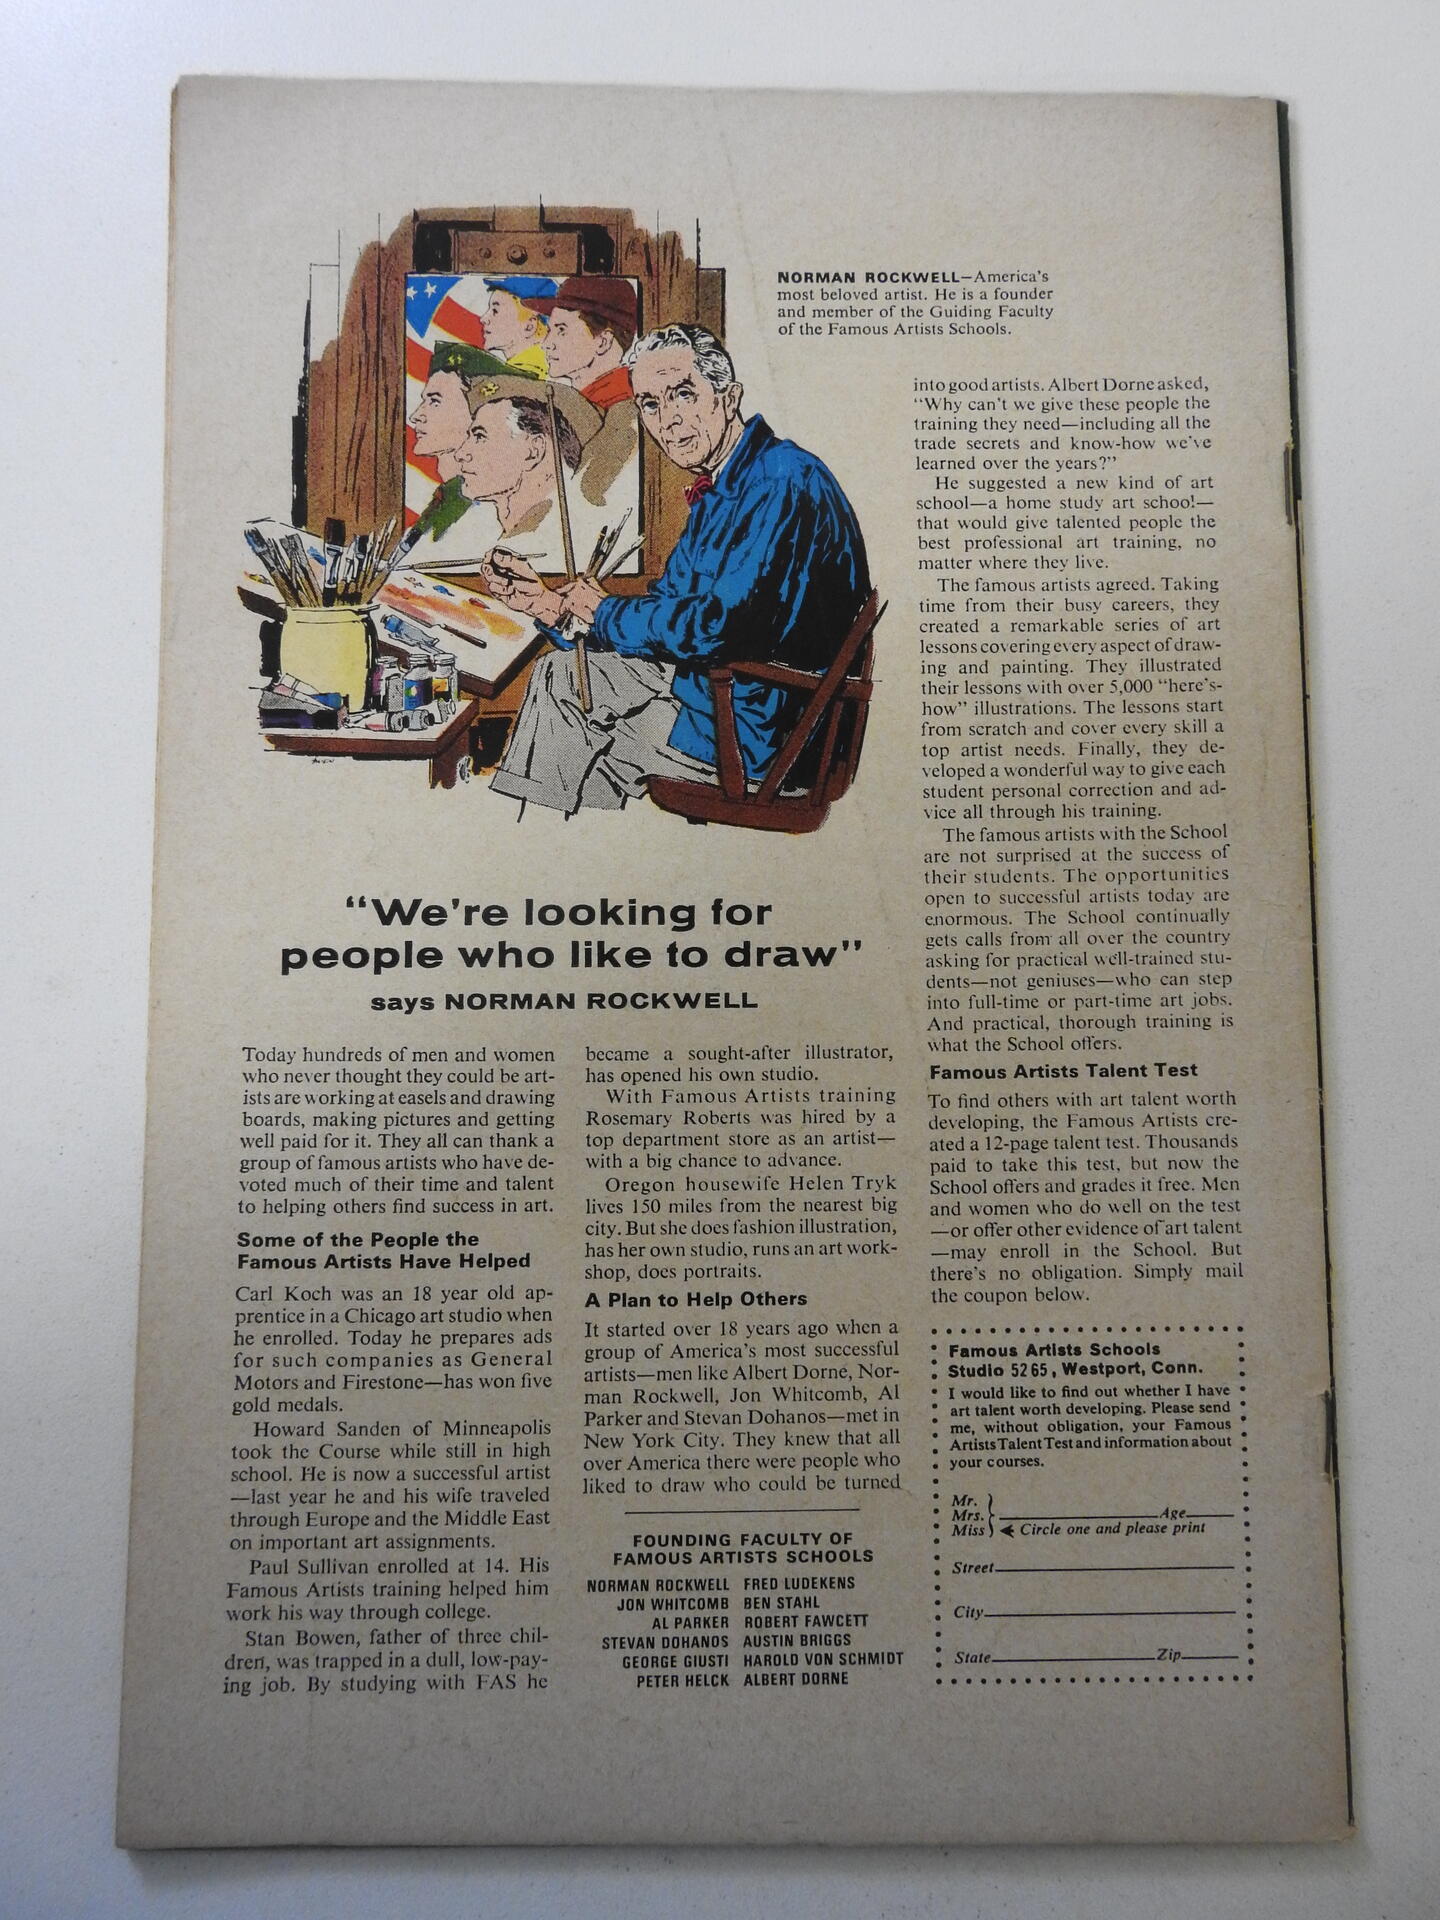 NORMAN ROCKWELL—America's
most beloved artist. He is a founder
and member of the Guiding Faculty
of the Famous Artists Schools.
"We're looking for
people who like to draw"
says NORMAN ROCKWELL
Today hundreds of men and women
who never thought they could be art-
ists are working at easels and drawing
boards, making pictures and getting
well paid for it. They all can thank a
group of famous artists who have de-
voted much of their time and talent
to helping others find success in art.
Some of the People the
Famous Artists Have Helped
Carl Koch was an 18 year old ap-
prentice in a Chicago art studio when
he enrolled. Today he prepares ads
for such companies as General
Motors and Firestone—has won five
gold medals.
Howard Sanden of Minneapolis
took the Course while still in high
school. He is now a successful artist
—last year he and his wife traveled
through Europe and the Middle East
on important art assignments.
Paul Sullivan enrolled at 14. His
Famous Artists training helped him
work his way through college.
Stan Bowen, father of three chil-
dren, was trapped in a dull, low-pay-
ing job. By studying with FAS he
became a sought-after illustrator,
has opened his own studio.
With Famous Artists training
Rosemary Roberts was hired by a
top department store as an artist—
with a big chance to advance.
Oregon housewife Helen Tryk
lives 150 miles from the nearest big
city. But she does fashion illustration,
has her own studio, runs an art work-
shop, does portraits.
A Plan to Help Others
It started over 18 years ago when a
group of America's most successful
artists—men like Albert Dorne, Nor-
man Rockwell, Jon Whitcomb, Al
Parker and Stevan Dohanos—met in
New York City. They knew that all
over America there were people who
liked to draw who could be turned
FOUNDING FACULTY OF
FAMOUS ARTISTS SCHOOLS
NORMAN ROCKWELL FRED LUDEKENS
JON WHITCOMB BEN STAHL
AL PARKER ROBERT FAWCETT
STEVAN DOHANOS AUSTIN BRIGGS
GEORGE GIUSTI HAROLD VON SCHMIDT
PETER HELCK ALBERT DORNE
into good artists. Albert Dorne asked,
"Why can't we give these people the
training they need—including all the
trade secrets and know-how we've
learned over the years?"
He suggested a new kind of art
school—a home study art school—
that would give talented people the
best professional art training, no
matter where they live.
The famous artists agreed. Taking
time from their busy careers, they
created a remarkable series of art
lessons covering every aspect of draw-
ing and painting. They illustrated
their lessons with over 5,000 "here's-
how" illustrations. The lessons start
from scratch and cover every skill a
top artist needs. Finally, they de-
veloped a wonderful way to give each
student personal correction and ad-
vice all through his training.
The famous artists with the School
are not surprised at the success of
their students. The opportunities
open to successful artists today are
enormous. The School continually
gets calls from all over the country
asking for practical well-trained stu-
dents—not geniuses—who can step
into full-time or part-time art jobs.
And practical, thorough training is
what the School offers.
Famous Artists Talent Test
To find others with art talent worth
developing, the Famous Artists cre-
ated a 12-page talent test. Thousands
paid to take this test, but now the
School offers and grades it free. Men
and women who do well on the test
—or offer other evidence of art talent
—may enroll in the School. But
there's no obligation. Simply mail
the coupon below.
Famous Artists Schools
Studio 5265, Westport, Conn.
I would like to find out whether I have
art talent worth developing. Please send
me, without obligation, your Famous
Artists Talent Test and information about
your courses.
Mr.
Mrs. Age
Miss Circle one and please print
Street
City
State Zip